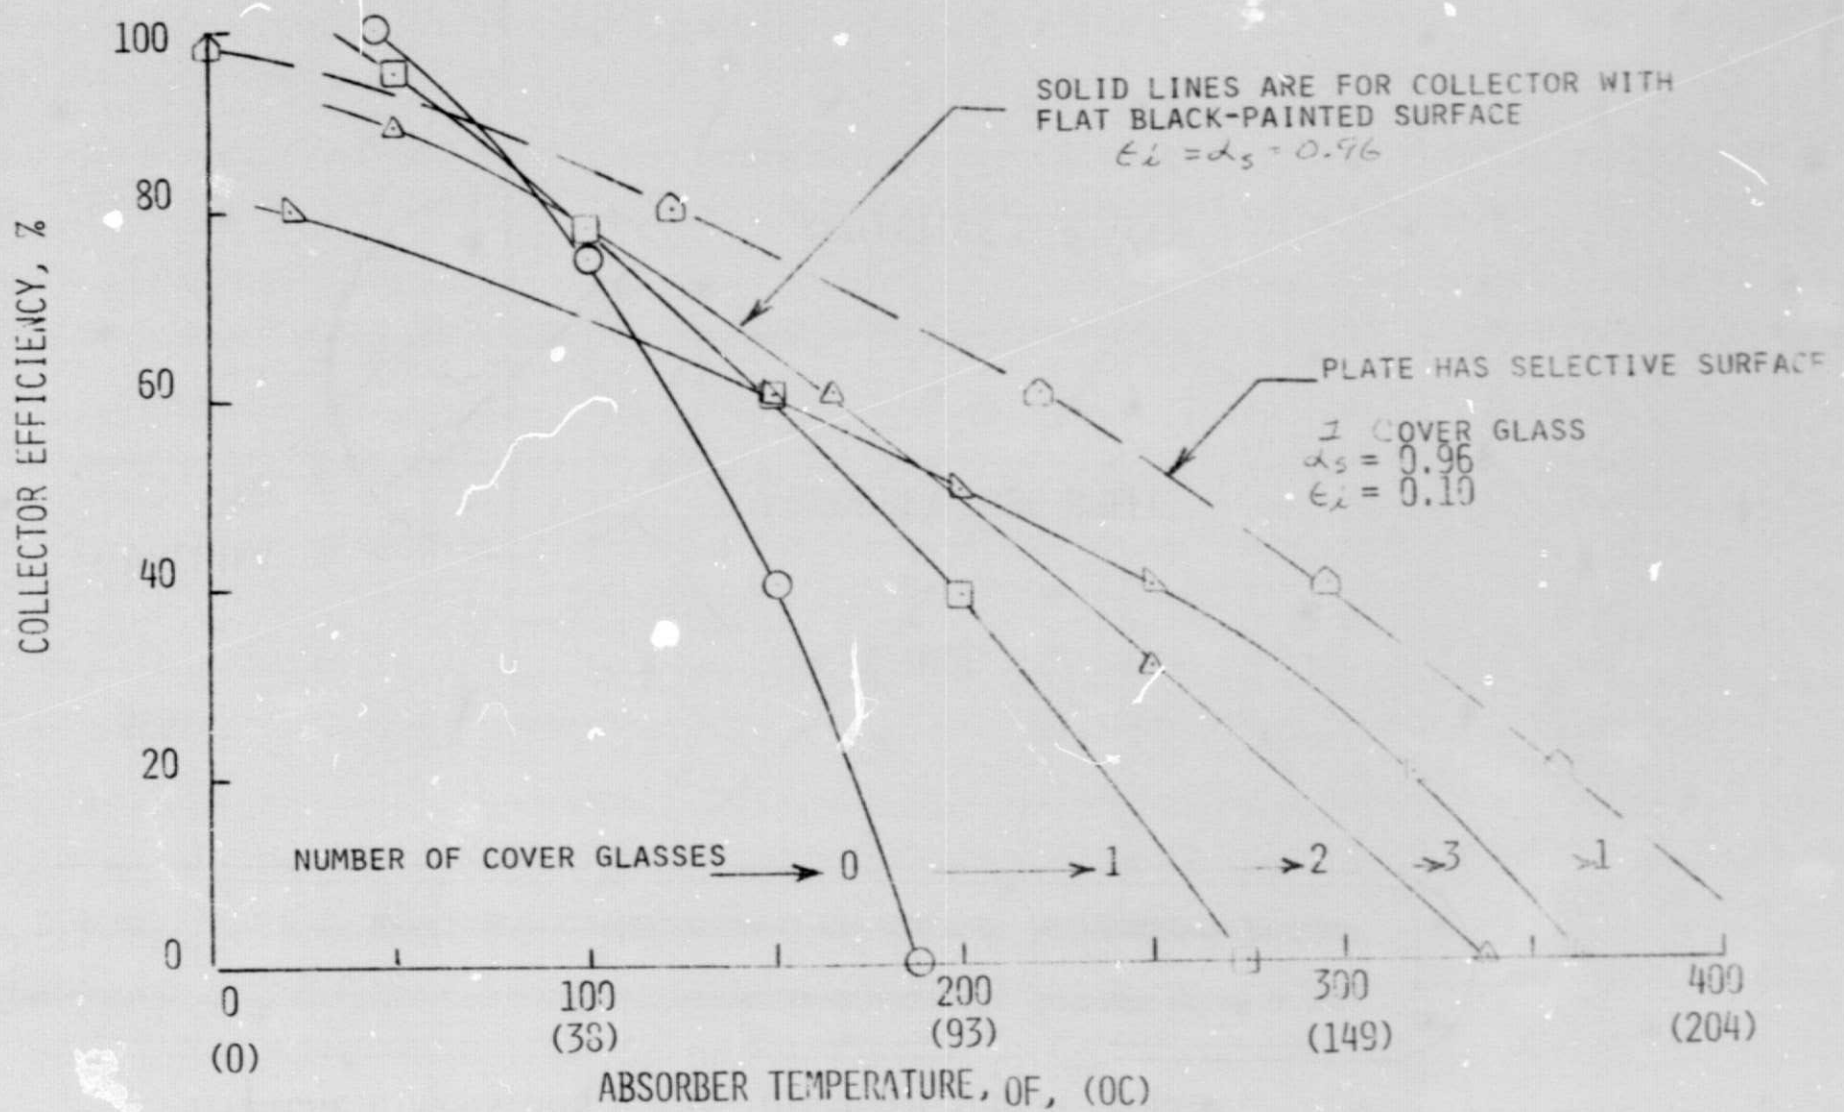 100
80
60
40
20
0
COLLECTOR EFFICIENCY, %
SOLID LINES ARE FOR COLLECTOR WITH
FLAT BLACK-PAINTED SURFACE
ϵi = αs = 0.96
PLATE HAS SELECTIVE SURFACE
1 COVER GLASS
αs = 0.96
ϵi = 0.10
NUMBER OF COVER GLASSES 0 1 2 3 1
0 100 200 300 400
(0) (38) (93) (149) (204)
ABSORBER TEMPERATURE, OF, (OC)